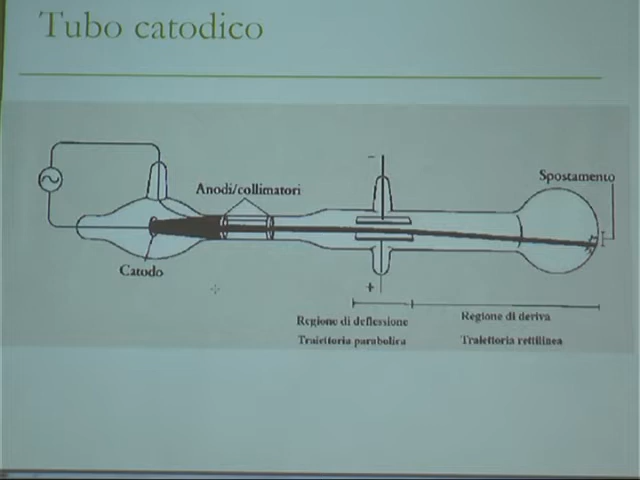 Tubo catodico
–
Spostamento
Anodi/collimatori
Catodo
+
Regione di deflessione
Regione di deriva
Traiettoria parabolica
Traiettoria rettilinea